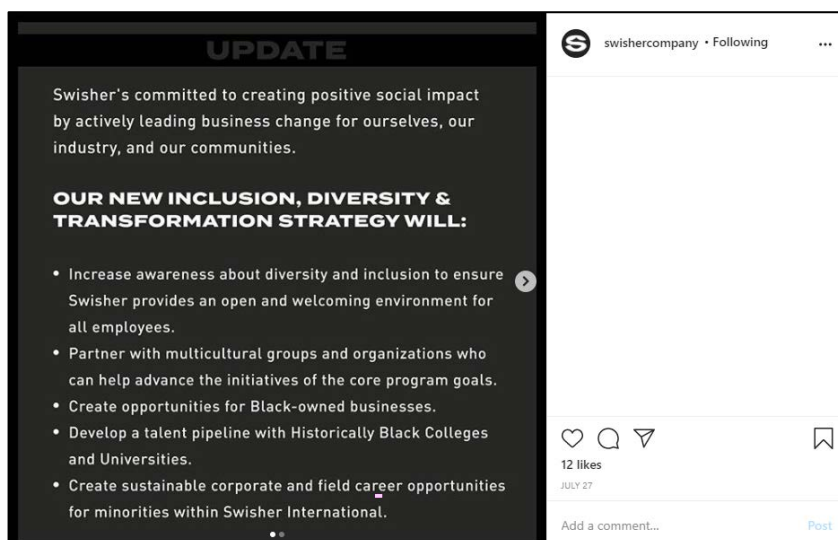 UPDATE
Swisher's committed to creating positive social impact
by actively leading business change for ourselves, our
industry, and our communities.
OUR NEW INCLUSION, DIVERSITY &
TRANSFORMATION STRATEGY WILL:
• Increase awareness about diversity and inclusion to ensure
Swisher provides an open and welcoming environment for
all employees.
• Partner with multicultural groups and organizations who
can help advance the initiatives of the core program goals.
• Create opportunities for Black-owned businesses.
• Develop a talent pipeline with Historically Black Colleges
and Universities.
• Create sustainable corporate and field career opportunities
for minorities within Swisher International.
S swishercompany • Following ...
12 likes
JULY 27
Add a comment... Post